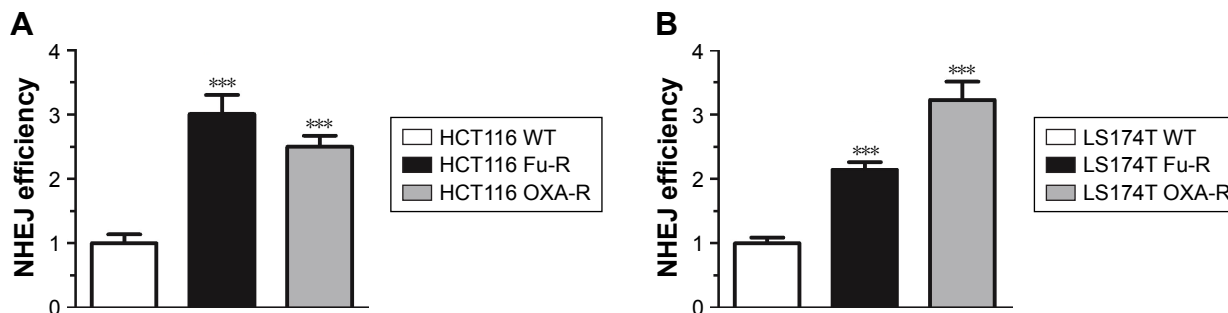 A
NHEJ efficiency
4
3
2
1
0
***
***
HCT116 WT
HCT116 Fu-R
HCT116 OXA-R
B
NHEJ efficiency
4
3
2
1
0
***
***
LS174T WT
LS174T Fu-R
LS174T OXA-R